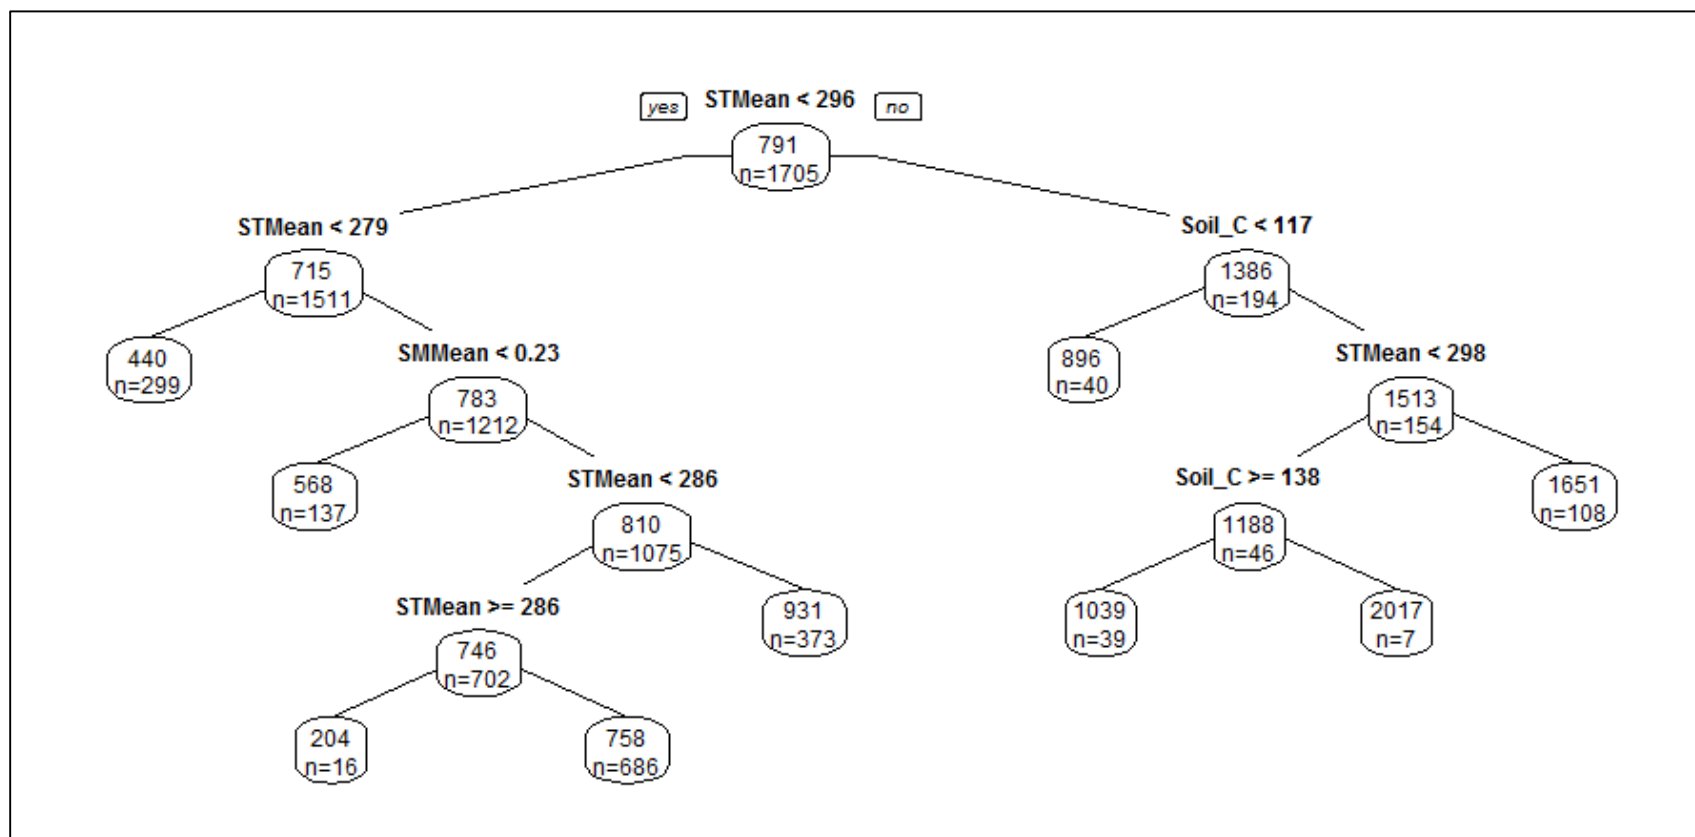 yes STMean < 296 no
791
n=1705
STMean < 279 Soil_C < 117
715
n=1511
1386
n=194
440
n=299
SMMean < 0.23
896
n=40
STMean < 298
783
n=1212
1513
n=154
568
n=137
STMean < 286
Soil_C >= 138
1651
n=108
810
n=1075
1188
n=46
STMean >= 286
931
n=373
1039
n=39
2017
n=7
746
n=702
204
n=16
758
n=686